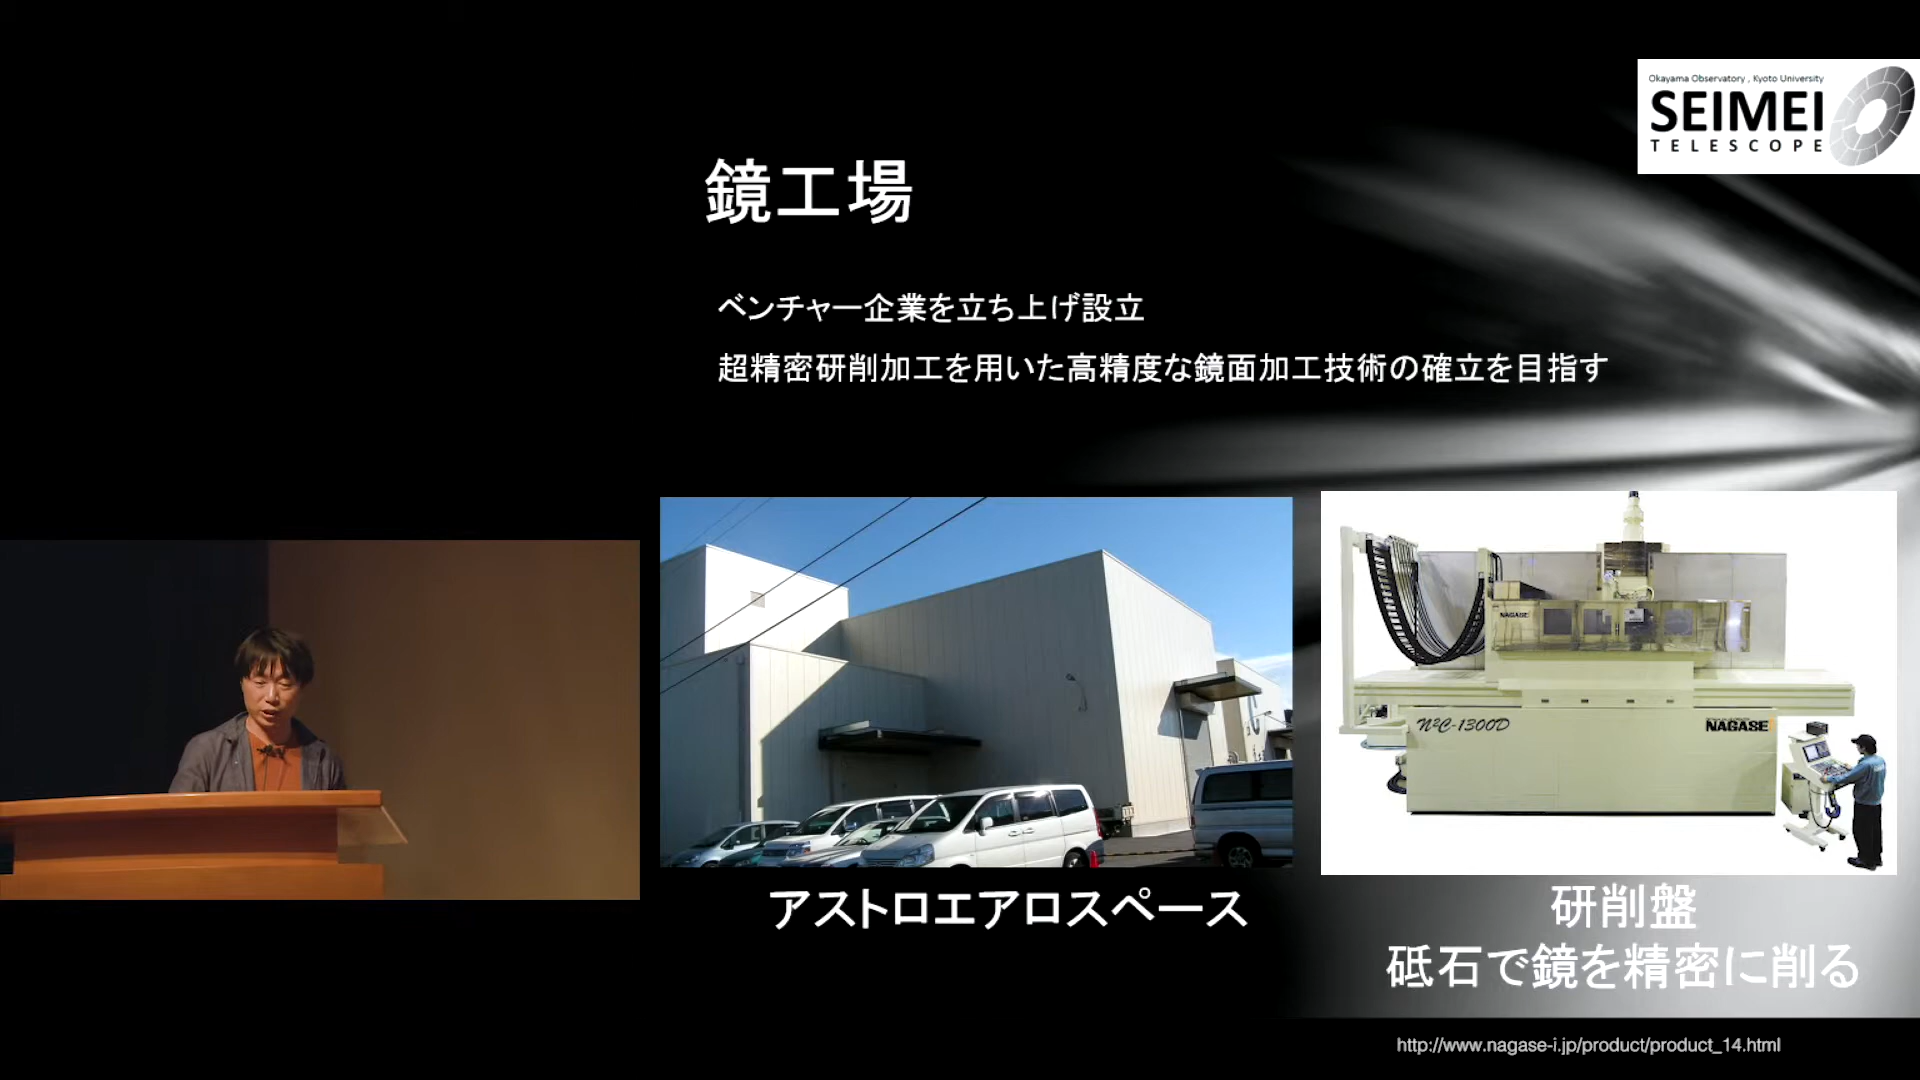 Okayama Observatory , Kyoto University
SEIMEI
TELESCOPE
鏡工場
ベンチャー企業を立ち上げ設立
超精密研削加工を用いた高精度な鏡面加工技術の確立を目指す
NAGASE
N²C-1300D
NAGASE
アストロエアロスペース
研削盤
砥石で鏡を精密に削る
http://www.nagase-i.jp/product/product_14.html